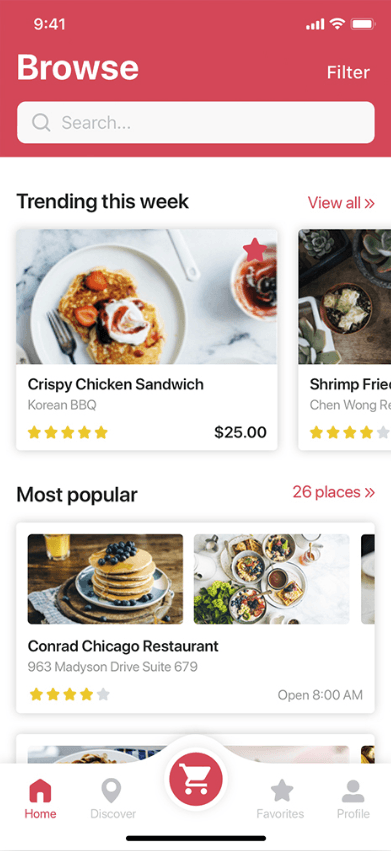 9:41
Browse
Filter
Search...
Trending this week
View all »
Crispy Chicken Sandwich
Korean BBQ
$25.00
Shrimp Fried
Chen Wong Re
Most popular
26 places »
Conrad Chicago Restaurant
963 Madyson Drive Suite 679
Open 8:00 AM
Home
Discover
Favorites
Profile